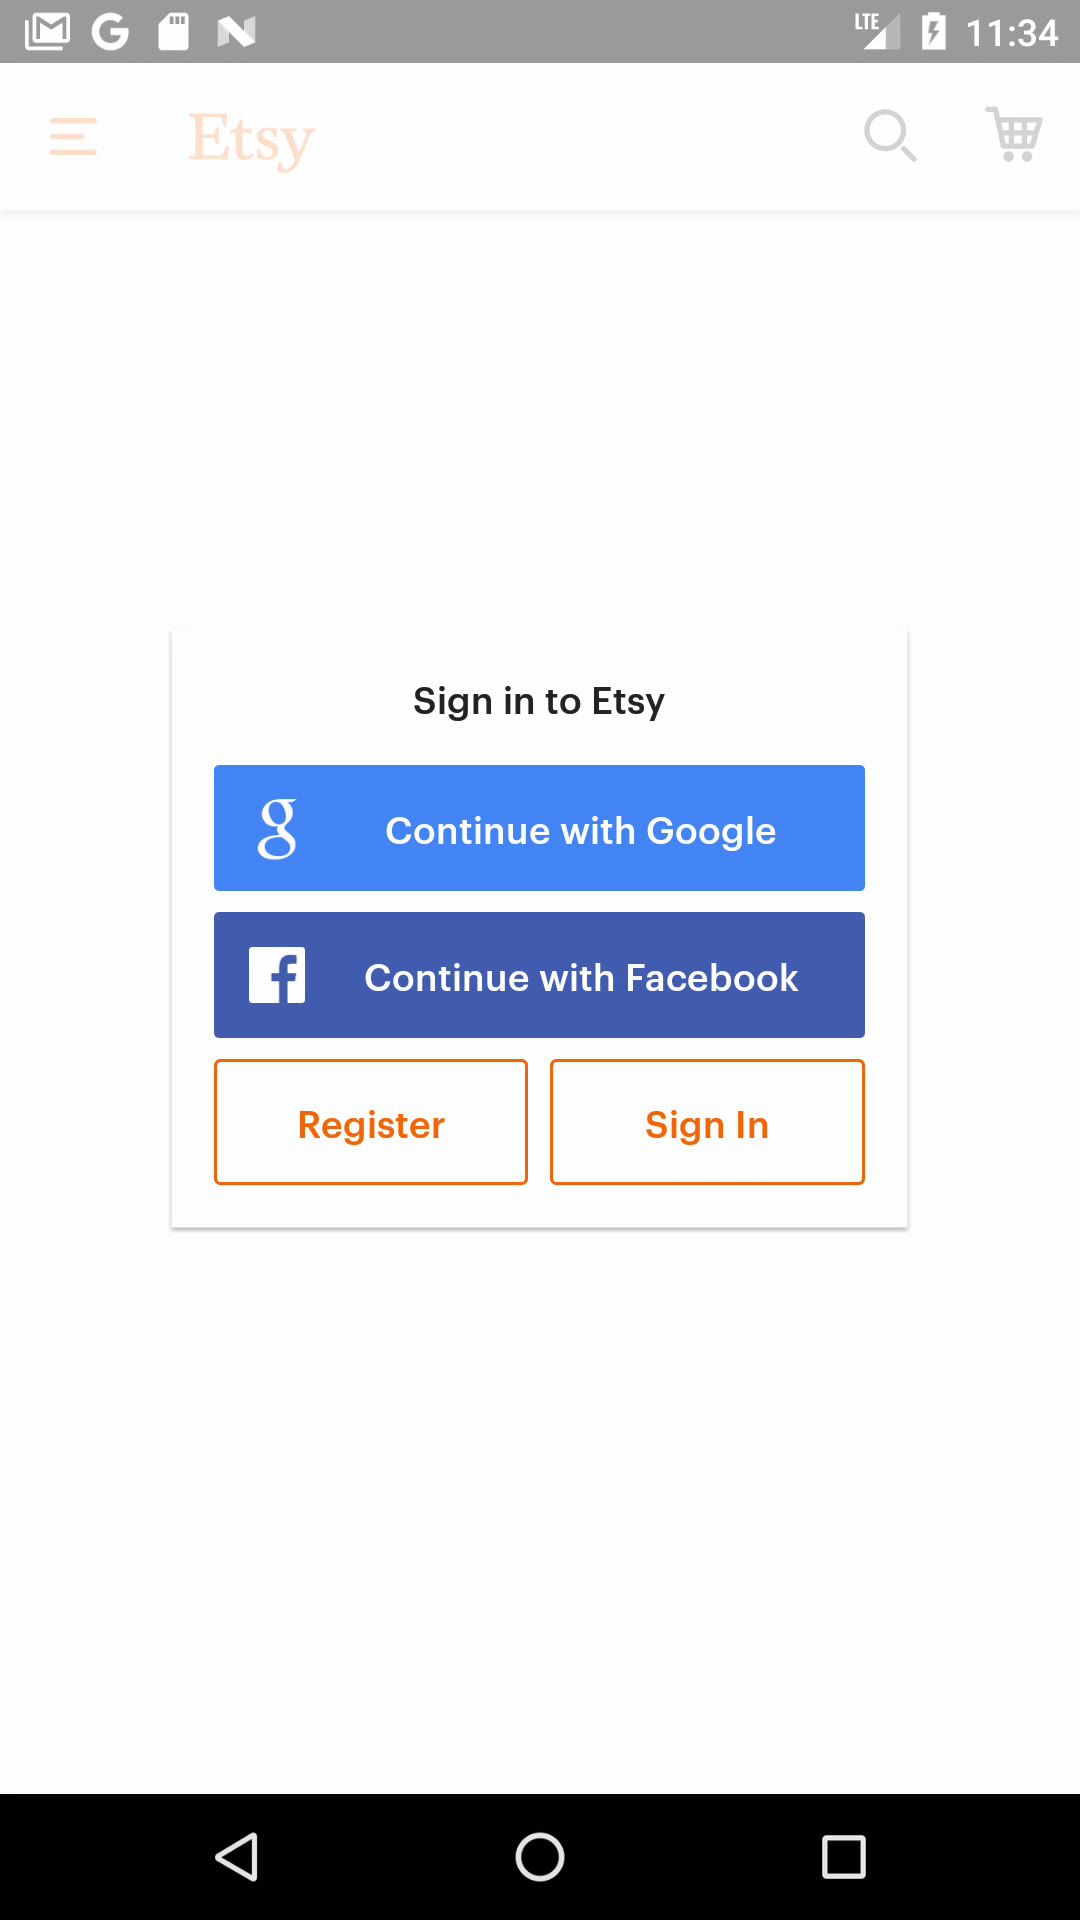 LTE 11:34
Etsy
Sign in to Etsy
Continue with Google
Continue with Facebook
Register Sign In